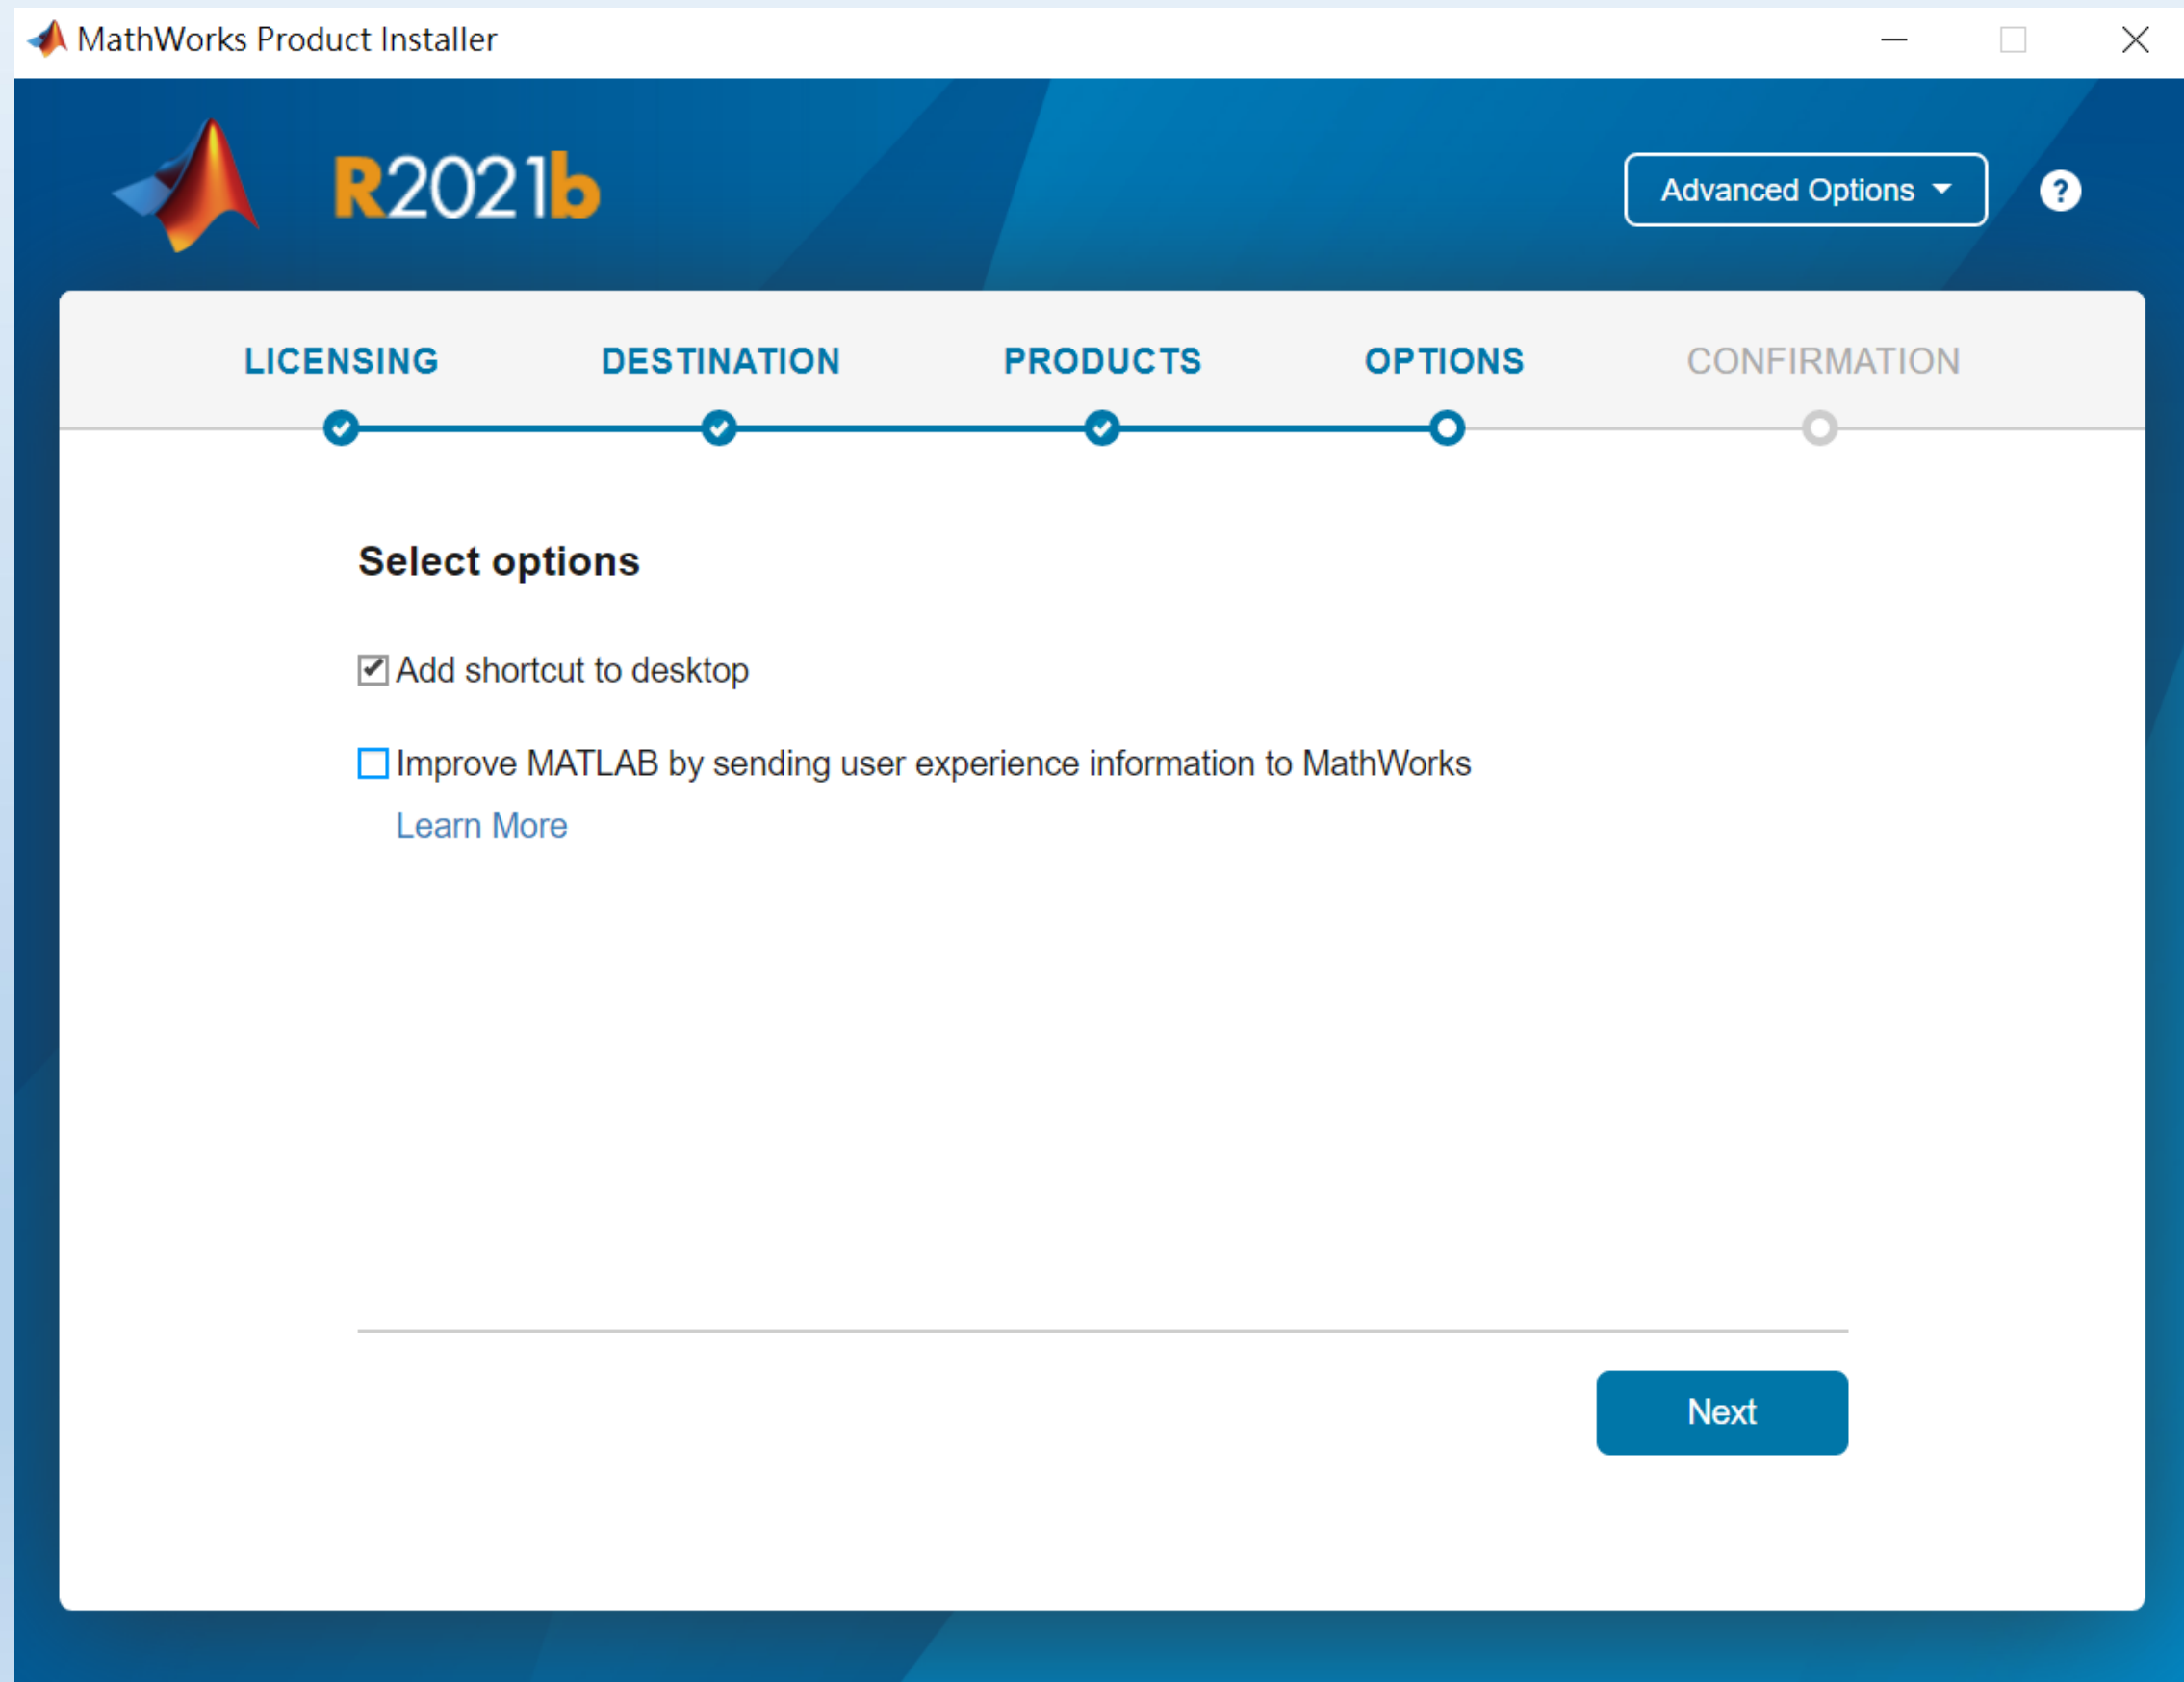 MathWorks Product Installer
R2021b
Advanced Options
?
LICENSING DESTINATION PRODUCTS OPTIONS CONFIRMATION
Select options
Add shortcut to desktop
Improve MATLAB by sending user experience information to MathWorks
Learn More
Next